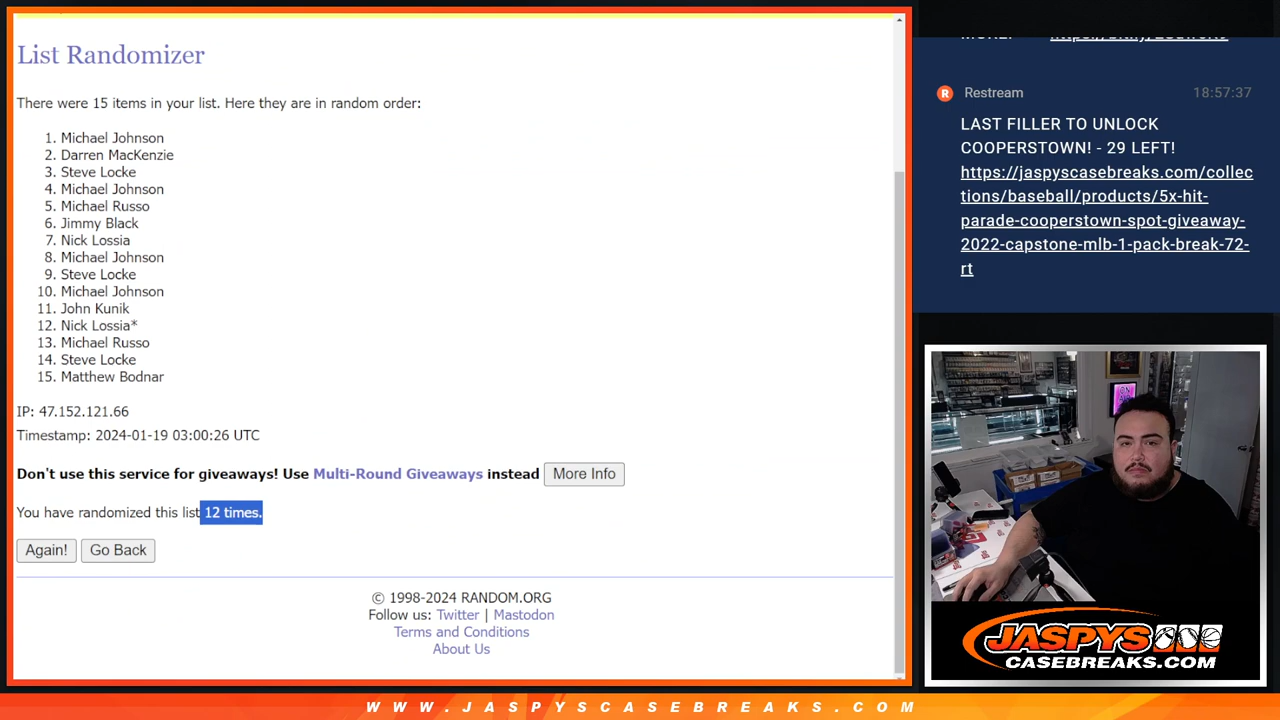 List Randomizer
There were 15 items in your list. Here they are in random order:
1. Michael Johnson
2. Darren MacKenzie
3. Steve Locke
4. Michael Johnson
5. Michael Russo
6. Jimmy Black
7. Nick Lossia
8. Michael Johnson
9. Steve Locke
10. Michael Johnson
11. John Kunik
12. Nick Lossia*
13. Michael Russo
14. Steve Locke
15. Matthew Bodnar
IP: 47.152.121.66
Timestamp: 2024-01-19 03:00:26 UTC
Don't use this service for giveaways! Use Multi-Round Giveaways instead More Info
You have randomized this list 12 times.
Again! Go Back
© 1998-2024 RANDOM.ORG
Follow us: Twitter | Mastodon
Terms and Conditions
About Us
R Restream 18:57:37
LAST FILLER TO UNLOCK
COOPERSTOWN! - 29 LEFT!
https://jaspyscasebreaks.com/collec
tions/baseball/products/5x-hit-
parade-cooperstown-spot-giveaway-
2022-capstone-mlb-1-pack-break-72-
rt
JASPYS
CASEBREAKS.COM
WWW.JASPYSCASEBREAKS.COM